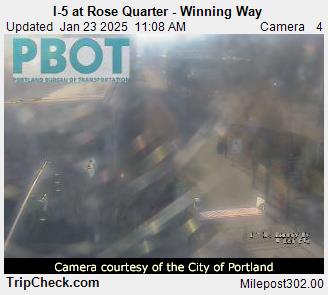 I-5 at Rose Quarter - Winning Way
Updated Jan 23 2025 11:08 AM Camera 4
PBOT
PORTLAND BUREAU OF TRANSPORTATION
Camera courtesy of the City of Portland
TripCheck.com Milepost302.00